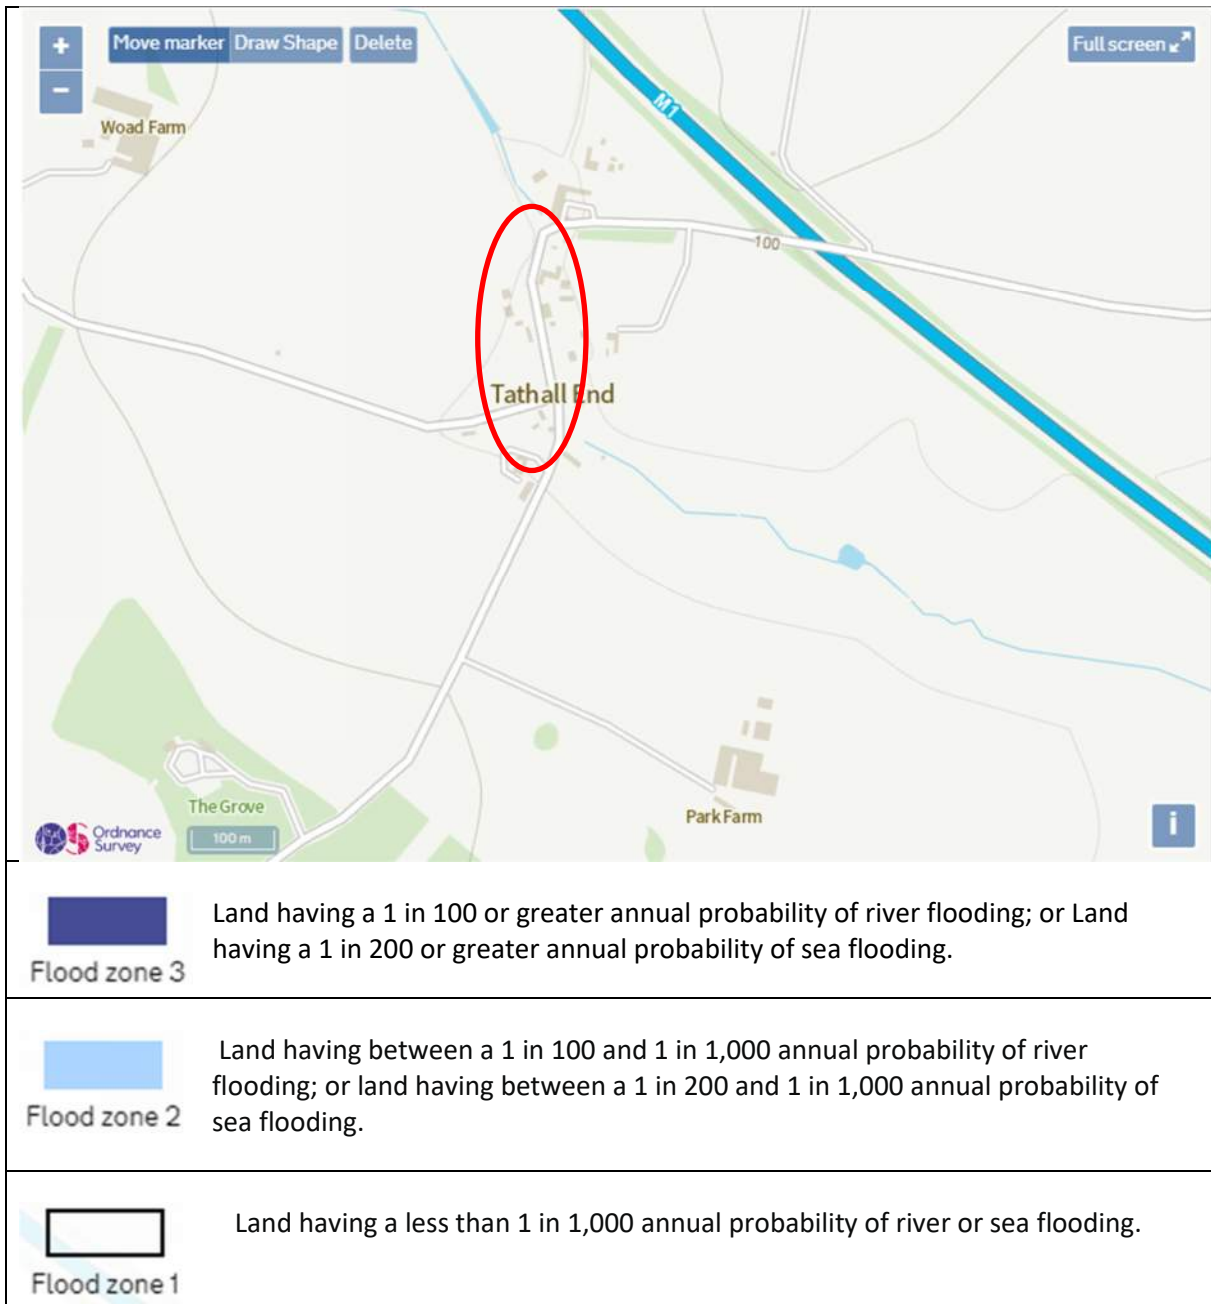 +
Move marker Draw Shape Delete
Full screen
−
M1
Woad Farm
100
Tathall End
The Grove
Park Farm
Ordnance
Survey
100 m
i
Land having a 1 in 100 or greater annual probability of river flooding; or Land
having a 1 in 200 or greater annual probability of sea flooding.
Flood zone 3
Land having between a 1 in 100 and 1 in 1,000 annual probability of river
flooding; or land having between a 1 in 200 and 1 in 1,000 annual probability of
sea flooding.
Flood zone 2
Land having a less than 1 in 1,000 annual probability of river or sea flooding.
Flood zone 1